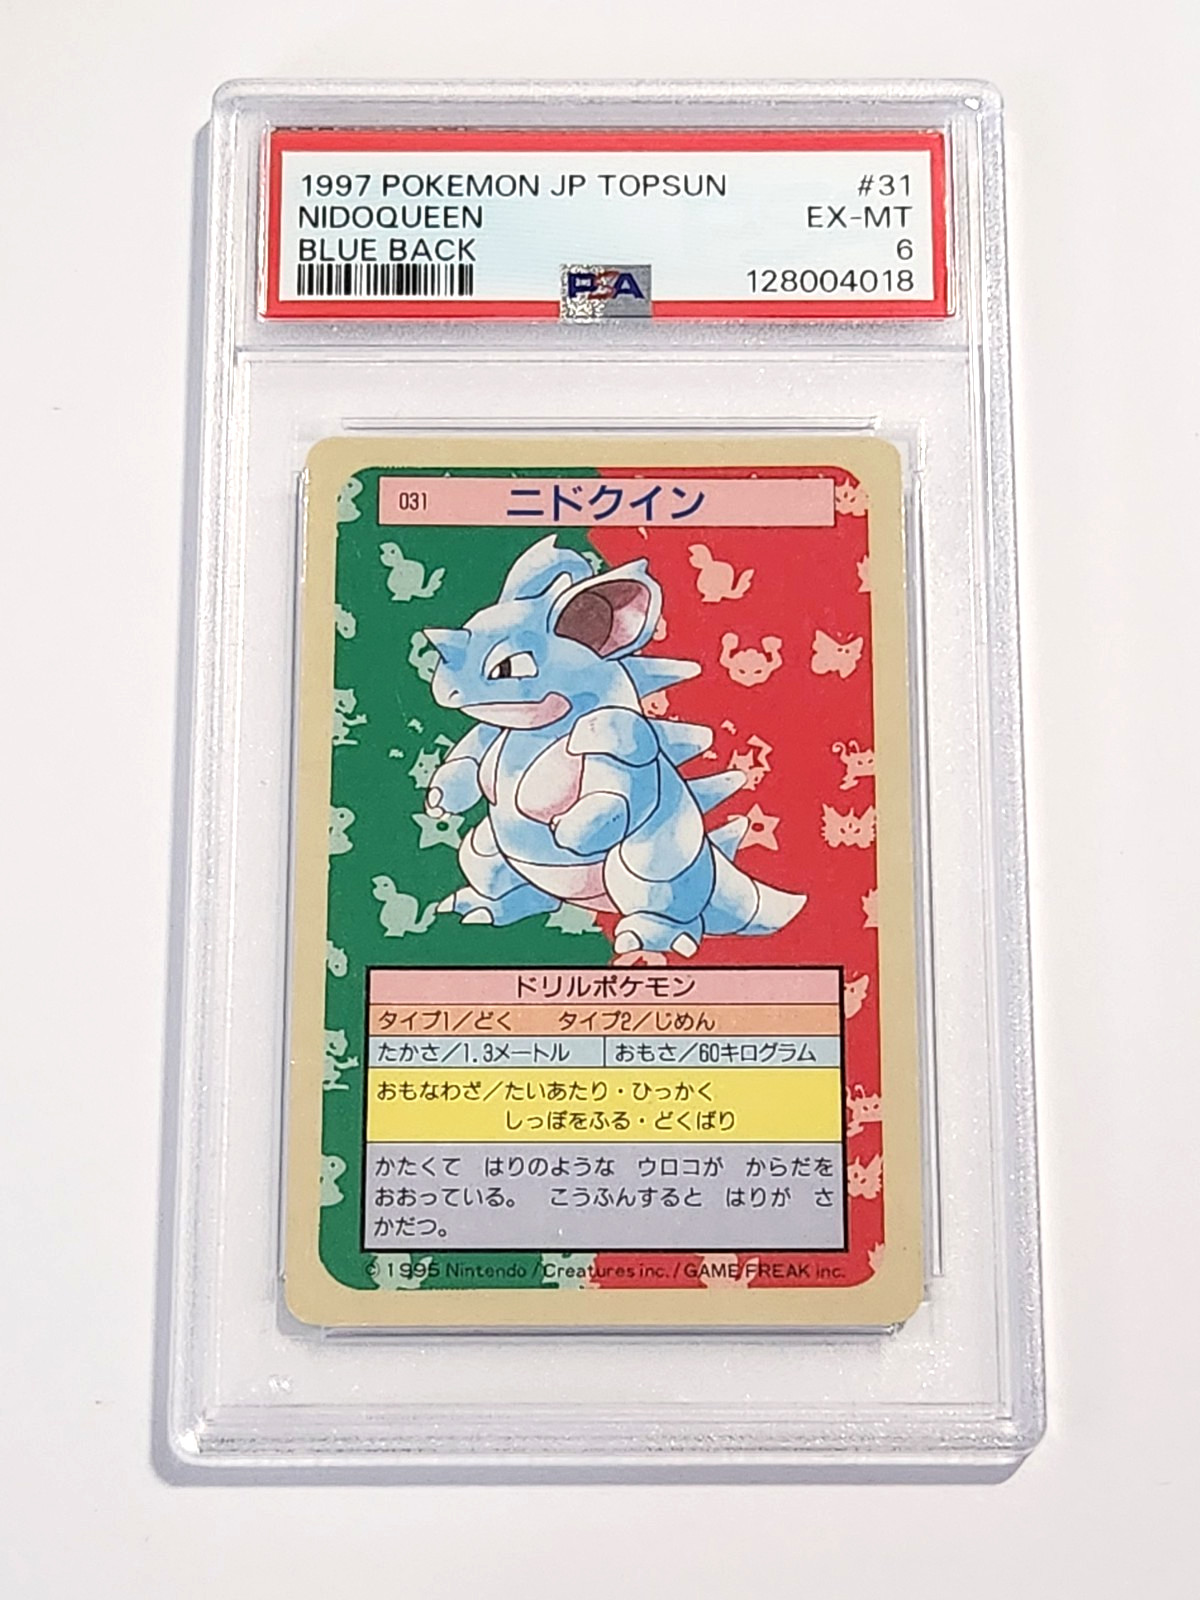 1997 POKEMON JP TOPSUN #31
NIDOQUEEN EX-MT
BLUE BACK 6
PSA 128004018
031 ニドクイン
ドリルポケモン
タイプ1/どく タイプ2/じめん
たかさ/1.3メートル おもさ/60キログラム
おもなわざ/たいあたり・ひっかく
しっぽをふる・どくばり
かたくて はりのような ウロコが からだを
おおっている。 こうふんすると はりが さ
かだつ。
© 1995 Nintendo/Creatures inc./GAME FREAK inc.